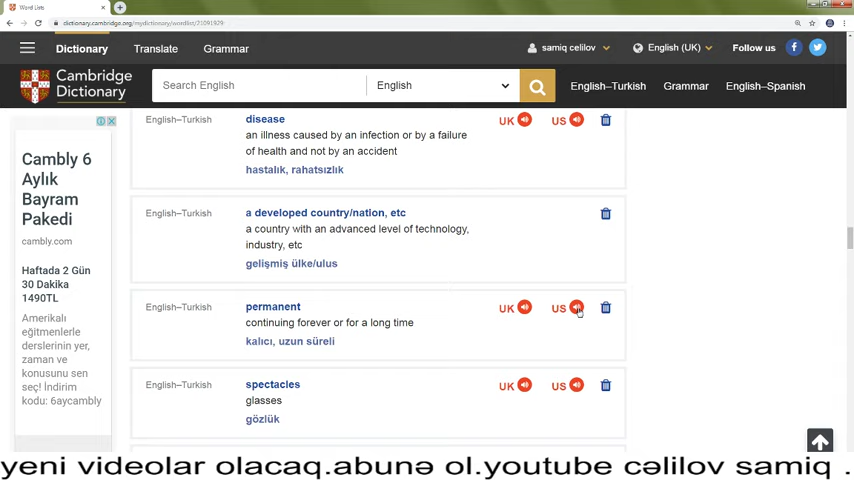 Word Lists
dictionary.cambridge.org/mydictionary/wordlist/21091929
Dictionary Translate Grammar samiq celilov English (UK) Follow us
Cambridge Dictionary
Search English English English–Turkish Grammar English–Spanish
Cambly 6
Aylık
Bayram
Pakedi
cambly.com
Haftada 2 Gün
30 Dakika
1490TL
Amerikalı
eğitmenlerle
derslerinin yer,
zaman ve
konusunu sen
seç! İndirim
kodu: 6aycambly
English–Turkish disease UK US
an illness caused by an infection or by a failure
of health and not by an accident
hastalık, rahatsızlık
English–Turkish a developed country/nation, etc
a country with an advanced level of technology,
industry, etc
gelişmiş ülke/ulus
English–Turkish permanent UK US
continuing forever or for a long time
kalıcı, uzun süreli
English–Turkish spectacles UK US
glasses
gözlük
yeni videolar olacaq.abunə ol.youtube cəlilov samiq .